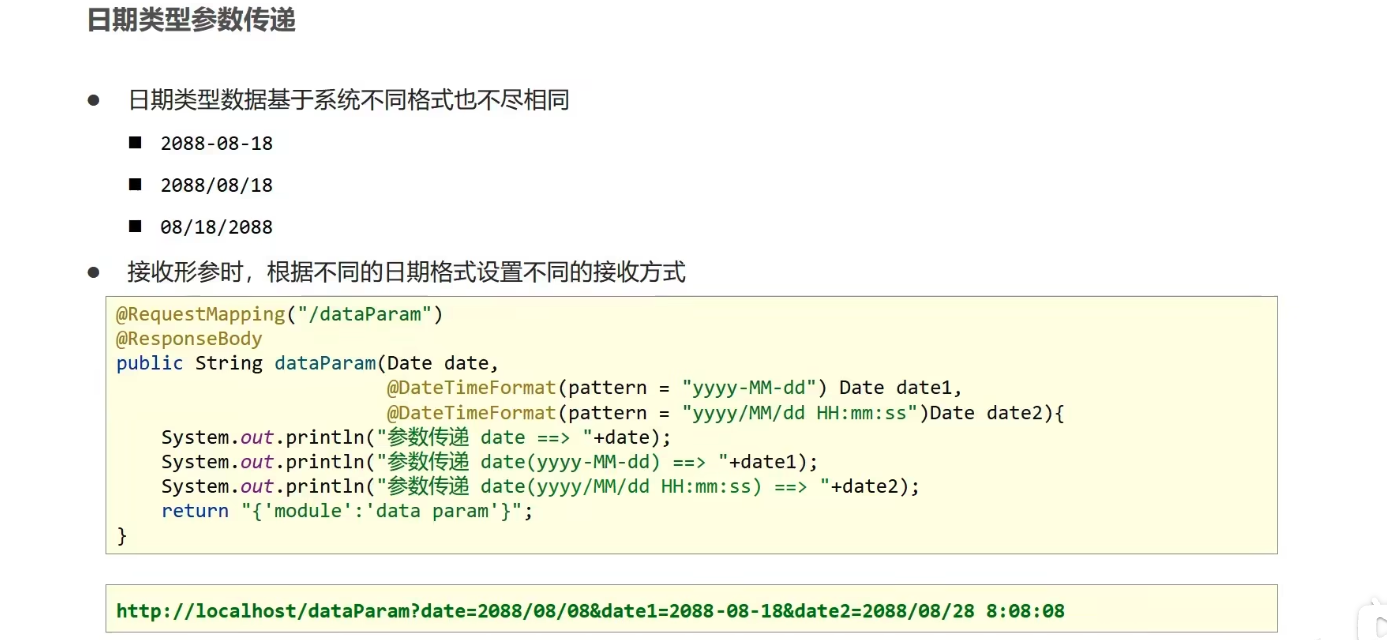 日期类型参数传递
日期类型数据基于系统不同格式也不尽相同
2088-08-18
2088/08/18
08/18/2088
接收形参时，根据不同的日期格式设置不同的接收方式
@RequestMapping("/dataParam")
@ResponseBody
public String dataParam(Date date,
@DateTimeFormat(pattern = "yyyy-MM-dd") Date date1,
@DateTimeFormat(pattern = "yyyy/MM/dd HH:mm:ss")Date date2){
System.out.println("参数传递 date ==> "+date);
System.out.println("参数传递 date(yyyy-MM-dd) ==> "+date1);
System.out.println("参数传递 date(yyyy/MM/dd HH:mm:ss) ==> "+date2);
return "{'module':'data param'}";
}
http://localhost/dataParam?date=2088/08/08&date1=2088-08-18&date2=2088/08/28 8:08:08